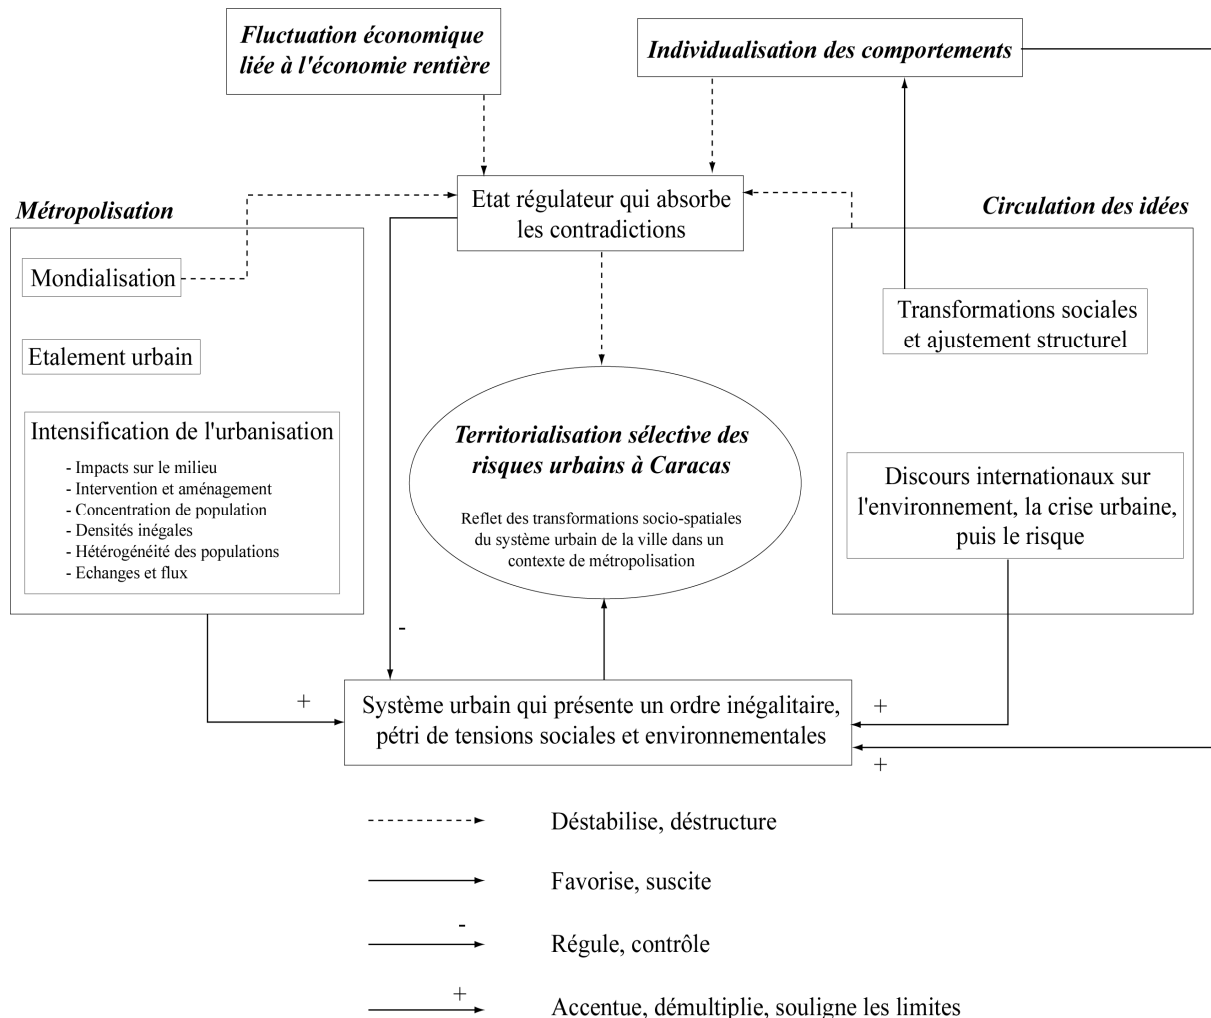 Fluctuation économique
liée à l'économie rentière
Individualisation des comportements
Etat régulateur qui absorbe
les contradictions
Métropolisation
Mondialisation
Etalement urbain
Intensification de l'urbanisation
- Impacts sur le milieu
- Intervention et aménagement
- Concentration de population
- Densités inégales
- Hétérogénéité des populations
- Echanges et flux
Circulation des idées
Transformations sociales
et ajustement structurel
Discours internationaux sur
l'environnement, la crise urbaine,
puis le risque
Territorialisation sélective des
risques urbains à Caracas
Reflet des transformations socio-spatiales
du système urbain de la ville dans un
contexte de métropolisation
-
+
Système urbain qui présente un ordre inégalitaire,
pétri de tensions sociales et environnementales
+
+
Déstabilise, déstructure
Favorise, suscite
-
Régule, contrôle
+
Accentue, démultiplie, souligne les limites